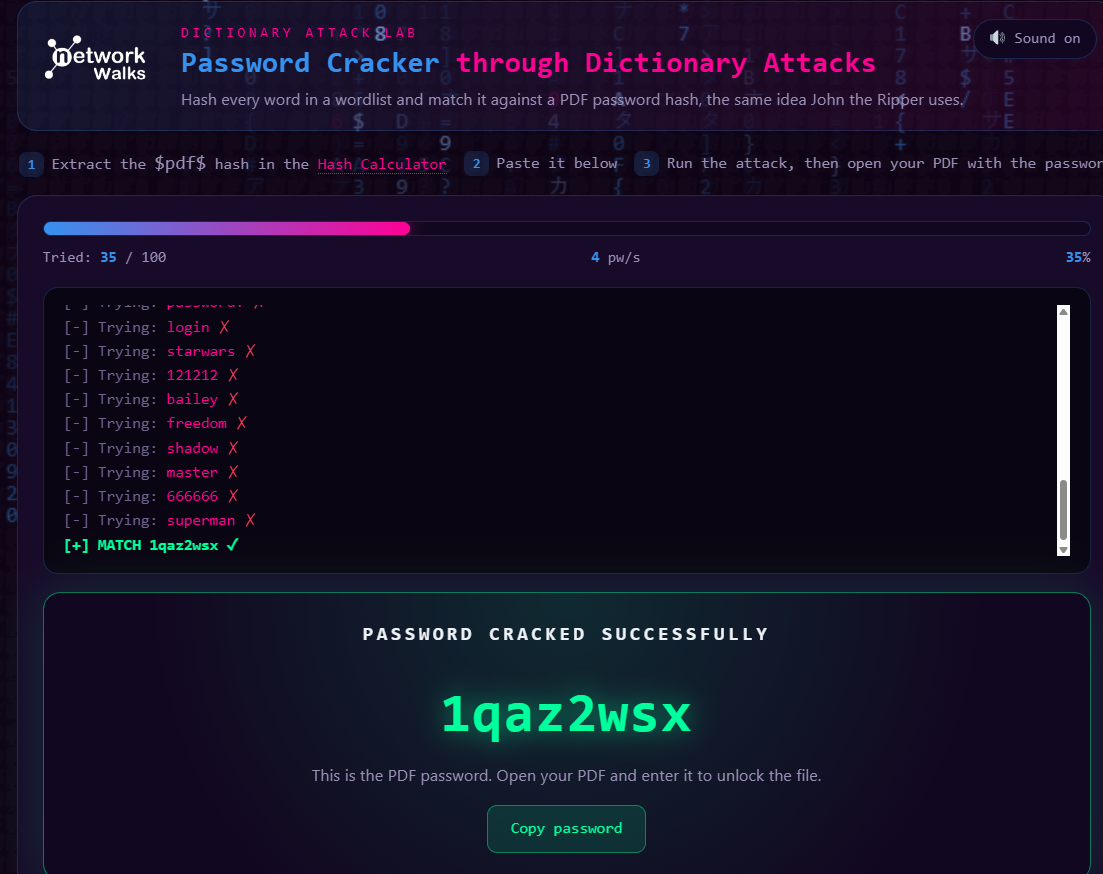 network
Walks
DICTIONARY ATTACK LAB
Password Cracker through Dictionary Attacks
Hash every word in a wordlist and match it against a PDF password hash, the same idea John the Ripper uses.
Sound on
1 Extract the $pdf$ hash in the Hash Calculator 2 Paste it below 3 Run the attack, then open your PDF with the passwor
Tried: 35 / 100 4 pw/s 35%
[-] Trying: login ✗
[-] Trying: starwars ✗
[-] Trying: 121212 ✗
[-] Trying: bailey ✗
[-] Trying: freedom ✗
[-] Trying: shadow ✗
[-] Trying: master ✗
[-] Trying: 666666 ✗
[-] Trying: superman ✗
[+] MATCH 1qaz2wsx ✓
PASSWORD CRACKED SUCCESSFULLY
1qaz2wsx
This is the PDF password. Open your PDF and enter it to unlock the file.
Copy password